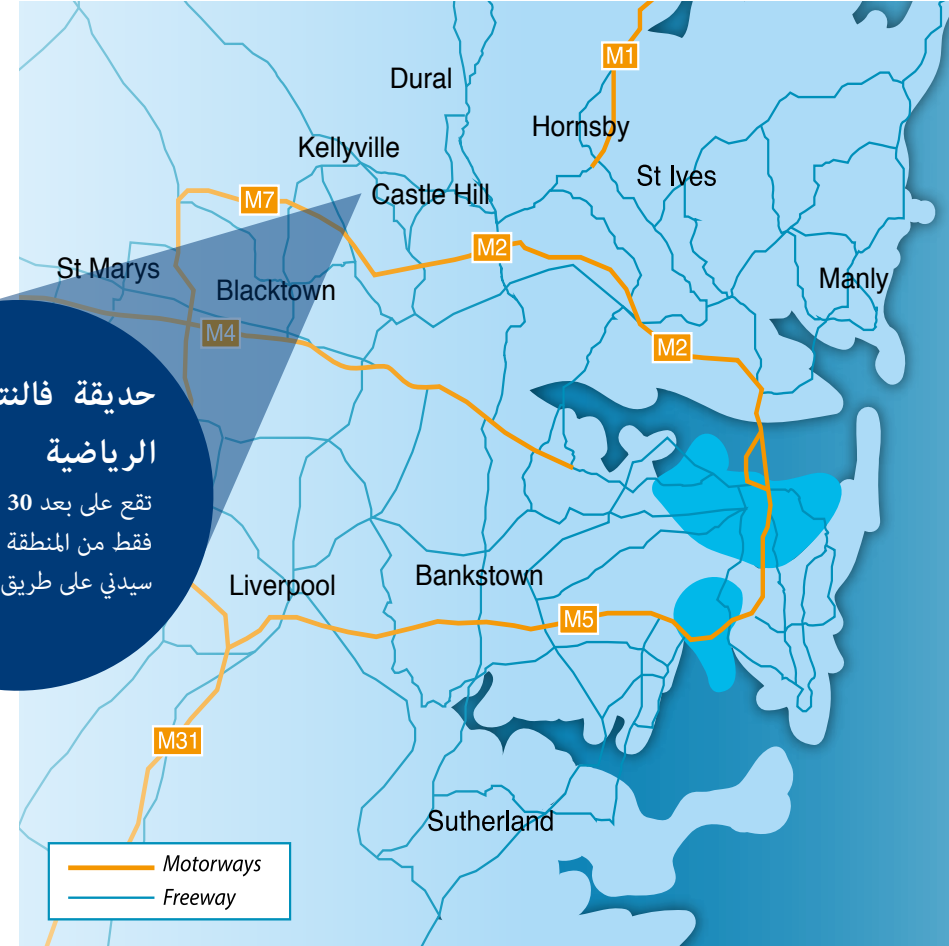 M1
Dural
Hornsby
Kellyville
St Ives
Castle Hill
M7
M2
St Marys
Manly
Blacktown
M4
M2
حديقة
الرياضية
تقع على بعد 30
فقط من المنطقة
سيدني على طريق
Liverpool
Bankstown
M5
M31
Sutherland
Motorways
Freeway